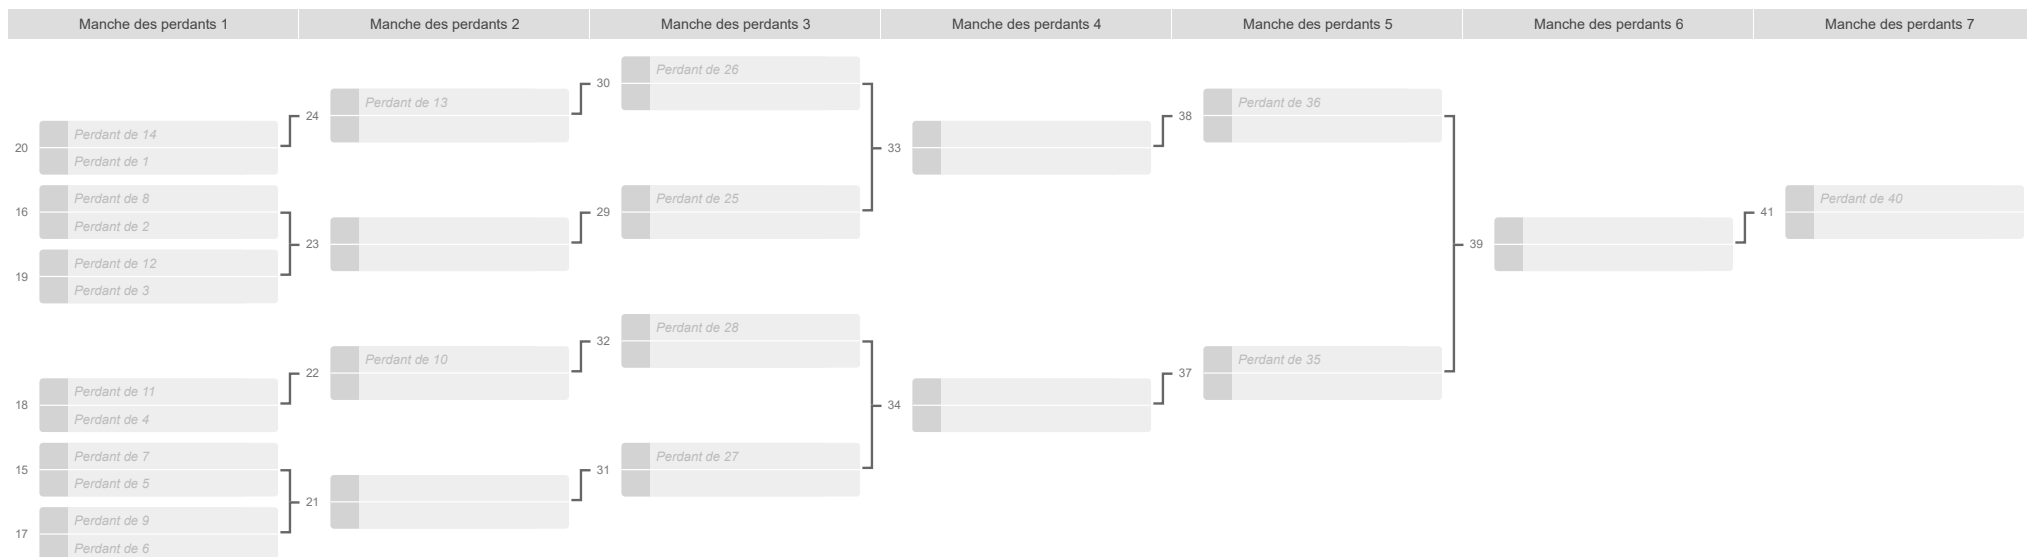 Manche des perdants 1
Manche des perdants 2
Manche des perdants 3
Manche des perdants 4
Manche des perdants 5
Manche des perdants 6
Manche des perdants 7
20
Perdant de 14
Perdant de 1
16
Perdant de 8
Perdant de 2
19
Perdant de 12
Perdant de 3
18
Perdant de 11
Perdant de 4
15
Perdant de 7
Perdant de 5
17
Perdant de 9
Perdant de 6
24
Perdant de 13
23
22
Perdant de 10
21
30
Perdant de 26
29
Perdant de 25
32
Perdant de 28
31
Perdant de 27
33
34
38
Perdant de 36
37
Perdant de 35
39
41
Perdant de 40